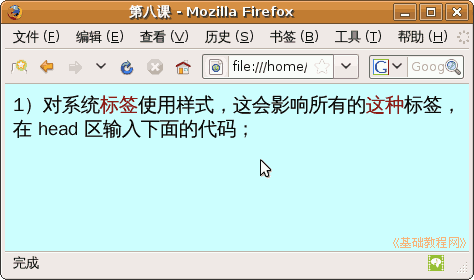 第八课 - Mozilla Firefox
文件 (F) 编辑 (E) 查看 (V) 历史 (S) 书签 (B) 工具 (T) 帮助 (H)
file:///home/ Goog
1）对系统标签使用样式，这会影响所有的这种标签，
在 head 区输入下面的代码；
《基础教程网》
完成